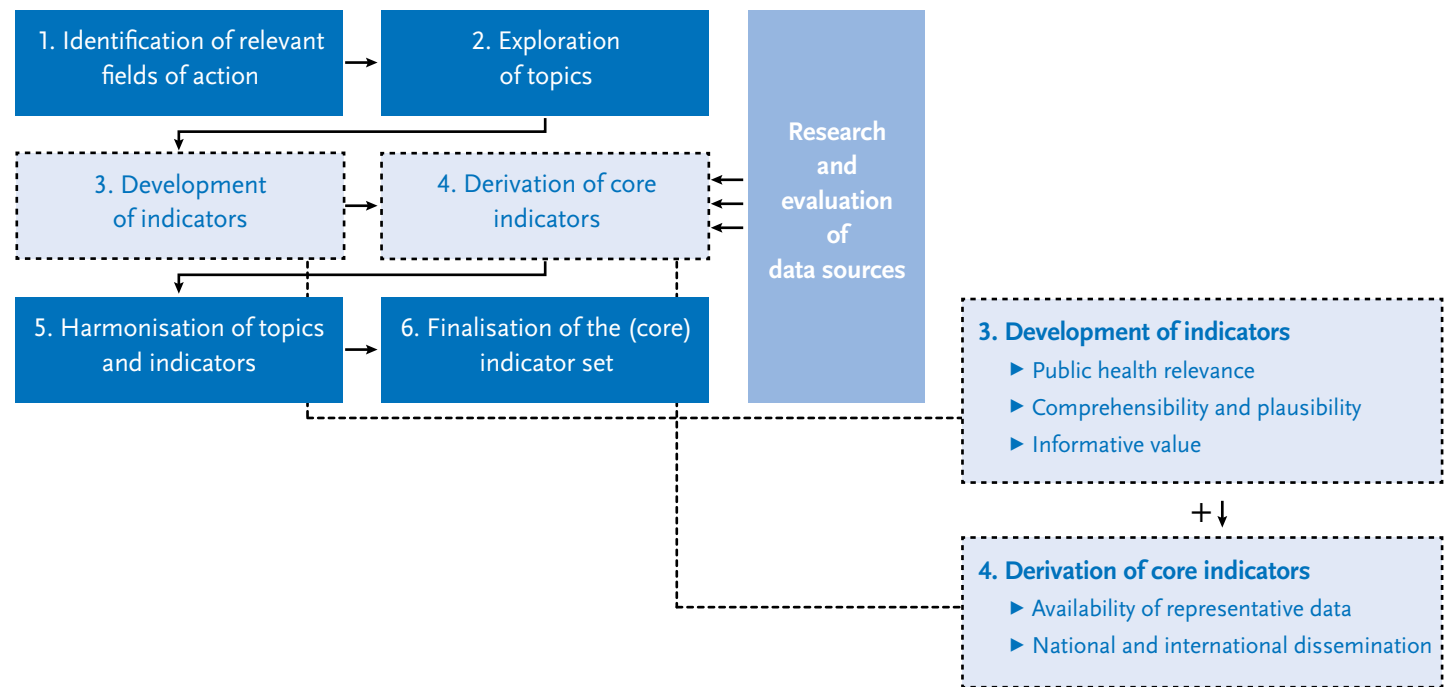 1. Identification of relevant
fields of action
2. Exploration
of topics
3. Development
of indicators
4. Derivation of core
indicators
5. Harmonisation of topics
and indicators
6. Finalisation of the (core)
indicator set
Research
and
evaluation
of
data sources
3. Development of indicators
▶ Public health relevance
▶ Comprehensibility and plausibility
▶ Informative value
+
4. Derivation of core indicators
▶ Availability of representative data
▶ National and international dissemination